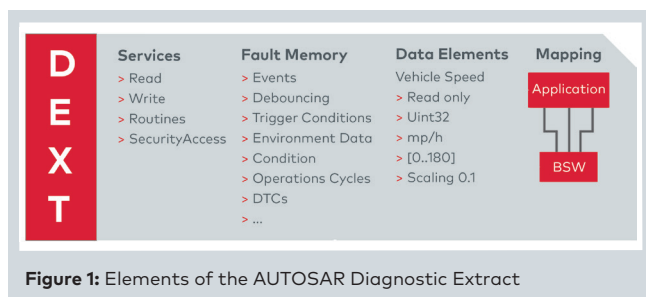 DEXT
Services
> Read
> Write
> Routines
> SecurityAccess
Fault Memory
> Events
> Debouncing
> Trigger Conditions
> Environment Data
> Condition
> Operations Cycles
> DTCs
> ...
Data Elements
Vehicle Speed
> Read only
> Uint32
> mp/h
> [0..180]
> Scaling 0.1
Mapping
Application
BSW
Figure 1: Elements of the AUTOSAR Diagnostic Extract